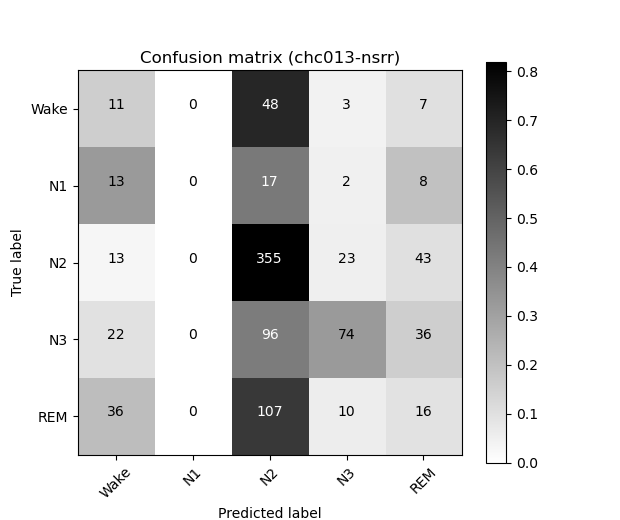 Confusion matrix (chc013-nsrr)
Wake 11 0 48 3 7
N1 13 0 17 2 8
N2 13 0 355 23 43
N3 22 0 96 74 36
REM 36 0 107 10 16
Wake N1 N2 N3 REM
Predicted label
True label
0.8
0.7
0.6
0.5
0.4
0.3
0.2
0.1
0.0